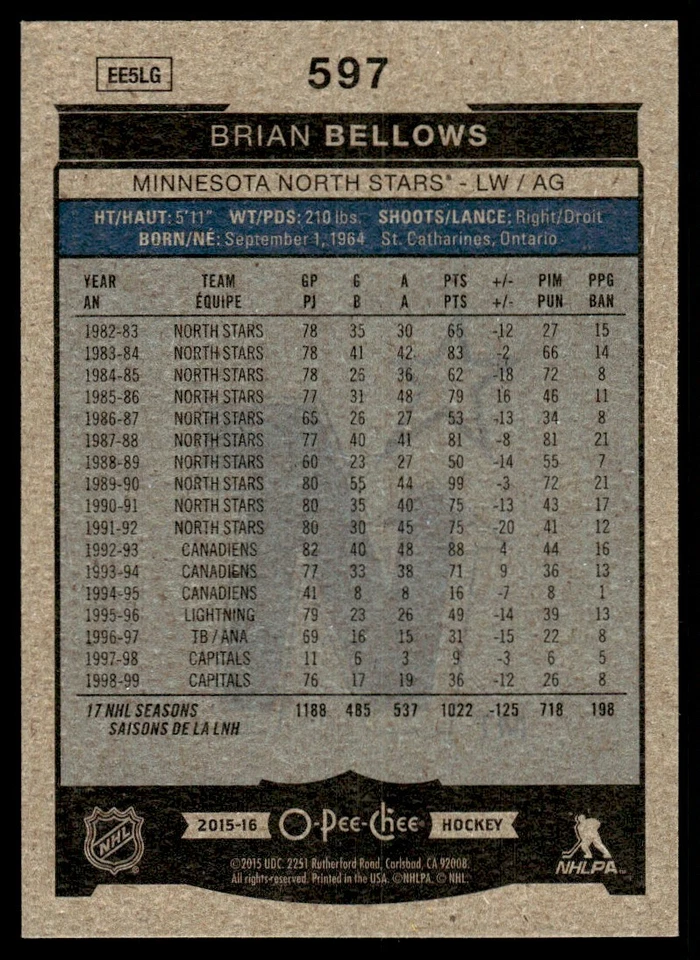 EE5LG
597
BRIAN BELLOWS
MINNESOTA NORTH STARS® - LW / AG
HT/HAUT: 5'11" WT/PDS: 210 lbs. SHOOTS/LANCE: Right/Droit
BORN/NÉ: September 1, 1964 St. Catharines, Ontario
YEAR TEAM GP G A PTS +/- PIM PPG
AN ÉQUIPE PJ B A PTS +/- PUN BAN
1982-83 NORTH STARS 78 35 30 65 -12 27 15
1983-84 NORTH STARS 78 41 42 83 -2 66 14
1984-85 NORTH STARS 78 26 36 62 -18 72 8
1985-86 NORTH STARS 77 31 48 79 16 46 11
1986-87 NORTH STARS 65 26 27 53 -13 34 8
1987-88 NORTH STARS 77 40 41 81 -8 81 21
1988-89 NORTH STARS 60 23 27 50 -14 55 7
1989-90 NORTH STARS 80 55 44 99 -3 72 21
1990-91 NORTH STARS 80 35 40 75 -13 43 17
1991-92 NORTH STARS 80 30 45 75 -20 41 12
1992-93 CANADIENS 82 40 48 88 4 44 16
1993-94 CANADIENS 77 33 38 71 9 36 13
1994-95 CANADIENS 41 8 8 16 -7 8 1
1995-96 LIGHTNING 79 23 26 49 -14 39 13
1996-97 TB / ANA 69 16 15 31 -15 22 8
1997-98 CAPITALS 11 6 3 9 -3 6 5
1998-99 CAPITALS 76 17 19 36 -12 26 8
17 NHL SEASONS 1188 485 537 1022 -125 718 198
SAISONS DE LA LNH
NHL
2015-16 O-Pee-Chee® HOCKEY
NHLPA™
©2015 UDC. 2251 Rutherford Road, Carlsbad, CA 92008.
All rights reserved. Printed in the USA. ©NHLPA. © NHL.